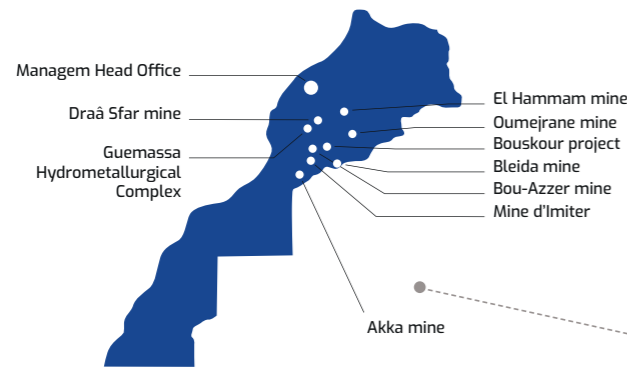 Managem Head Office
Draâ Sfar mine
Guemassa
Hydrometallurgical
Complex
El Hammam mine
Oumejrane mine
Bouskour project
Bleida mine
Bou-Azzer mine
Mine d'Imiter
Akka mine